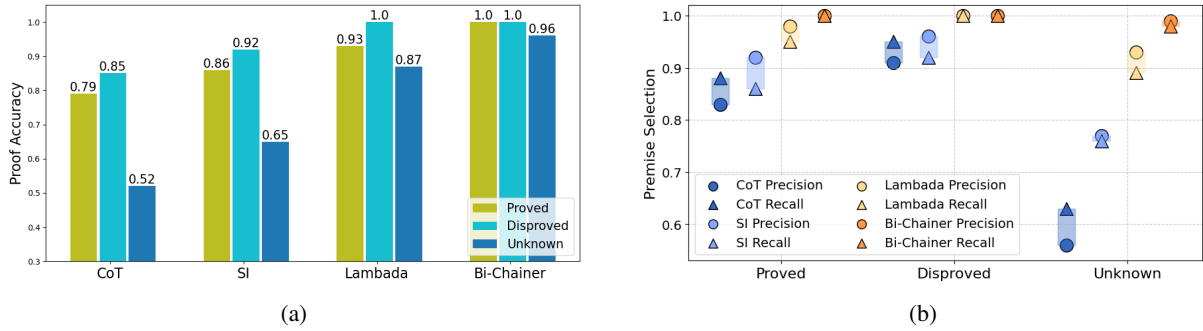 Proof Accuracy
1.0
0.9
0.8
0.7
0.6
0.5
0.4
0.3
0.79
0.85
0.52
0.86
0.92
0.65
0.93
1.0
0.87
1.0
1.0
0.96
Proved
Disproved
Unknown
CoT
SI
Lambada
Bi-Chainer
(a)
Premise Selection
1.0
0.9
0.8
0.7
0.6
CoT Precision
CoT Recall
SI Precision
SI Recall
Lambada Precision
Lambada Recall
Bi-Chainer Precision
Bi-Chainer Recall
Proved
Disproved
Unknown
(b)